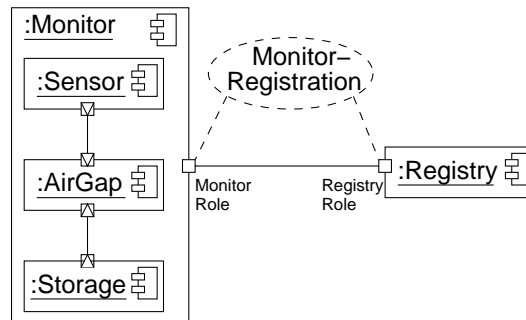 :Monitor
:Sensor
:AirGap
:Storage
Monitor–
Registration
Monitor
Role
Registry
Role
:Registry